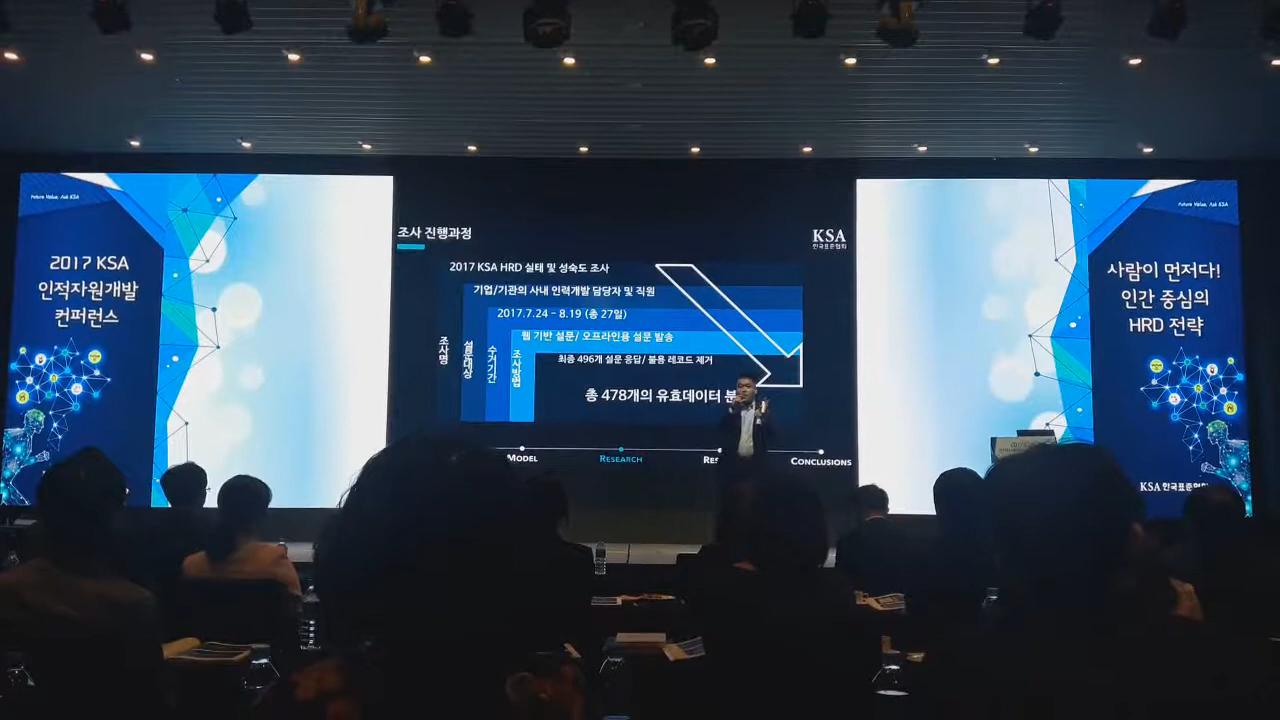 Future Value, Ask KSA
2017 KSA
인적자원개발
컨퍼런스
조사 진행과정
KSA
한국표준협회
2017 KSA HRD 실태 및 성숙도 조사
기업/기관의 사내 인력개발 담당자 및 직원
2017.7.24 - 8.19 (총 27일)
웹 기반 설문/ 오프라인용 설문 발송
최종 496개 설문 응답/ 불용 레코드 제거
총 478개의 유효데이터 분
조사명
설문대상
수거기간
조사방법
MODEL
RESEARCH
RES
CONCLUSIONS
Future Value, Ask KSA
사람이 먼저다!
인간 중심의
HRD 전략
KSA 한국표준협회